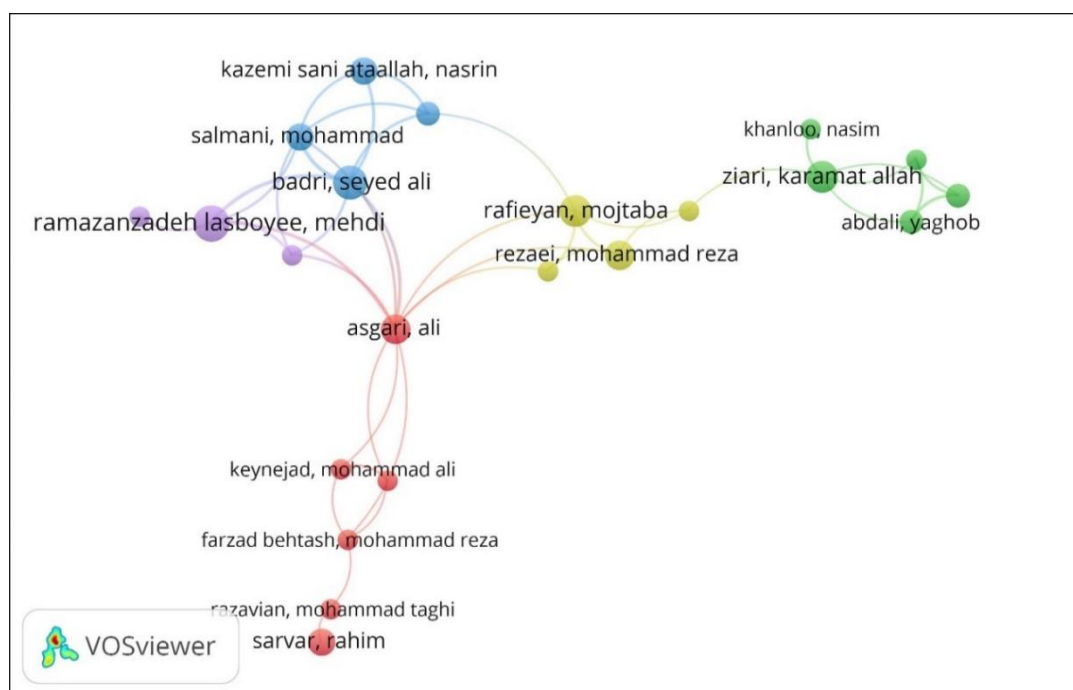 kazemi sani ataallah, nasrin
salmani, mohammad
khanloo, nasim
badri, seyed ali
ziari, karamat allah
ramazanzadeh lasboyee, mehdi
rafieyan, mojtaba
abdali, yaghob
rezaei, mohammad reza
asgari, ali
keynejad, mohammad ali
farzad behtash, mohammad reza
razavian, mohammad taghi
sarvar, rahim
VOSviewer